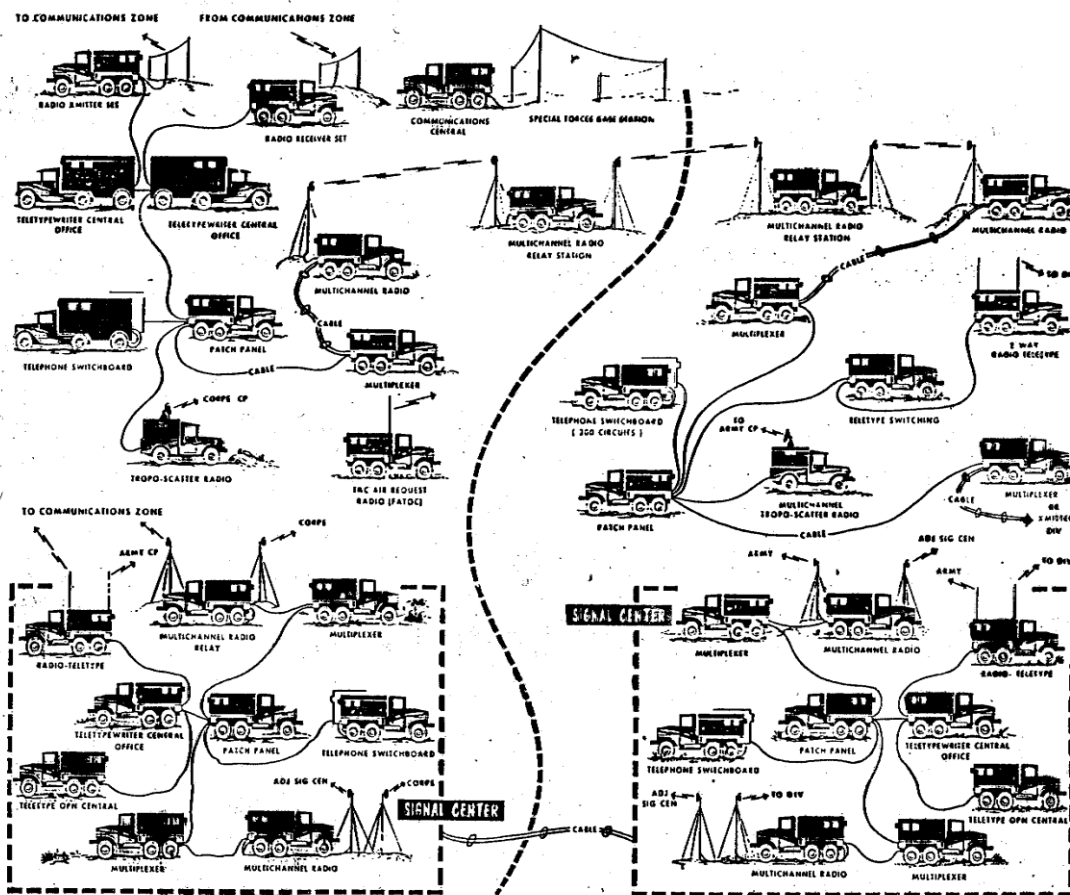 TO COMMUNICATIONS ZONE
FROM COMMUNICATIONS ZONE
RADIO XMITTER SET
RADIO RECEIVER SET
COMMUNICATIONS
CENTRAL
SPECIAL FORCES BASE STATION
TELETYPEWRITER CENTRAL
OFFICE
TELETYPEWRITER CENTRAL
OFFICE
MULTICHANNEL RADIO
RELAY STATION
MULTICHANNEL RADIO
RELAY STATION
MULTICHANNEL RADIO
MULTICHANNEL RADIO
CABLE
MULTIPLEXER
2 WAY
RADIO TELETYPE
TELEPHONE SWITCHBOARD
PATCH PANEL
CABLE
CABLE
MULTIPLEXER
TELEPHONE SWITCHBOARD
( 200 CIRCUITS )
TELETYPE SWITCHING
CORPS CP
TROPO-SCATTER RADIO
AIR REQUEST
RADIO
TO
ARMY CP
MULTICHANNEL
TROPO-SCATTER RADIO
PATCH PANEL
CABLE
MULTIPLEXER
OR
DIV
CABLE
TO COMMUNICATIONS ZONE
ARMY CP
CORPS
MULTICHANNEL RADIO
RELAY
MULTIPLEXER
RADIO-TELETYPE
TELETYPEWRITER CENTRAL
OFFICE
PATCH PANEL
TELEPHONE SWITCHBOARD
TELETYPE OPN CENTRAL
ADJ SIG CEN
CORPS
MULTIPLEXER
MULTICHANNEL RADIO
SIGNAL CENTER
CABLE
SIGNAL CENTER
ARMY
ADJ SIG CEN
ARMY
TO DIV
MULTIPLEXER
MULTICHANNEL RADIO
RADIO- TELETYPE
TELEPHONE SWITCHBOARD
PATCH PANEL
TELETYPEWRITER CENTRAL
OFFICE
TELETYPE OPN CENTRAL
ADJ
SIG CEN
TO DIV
MULTICHANNEL RADIO
MULTIPLEXER